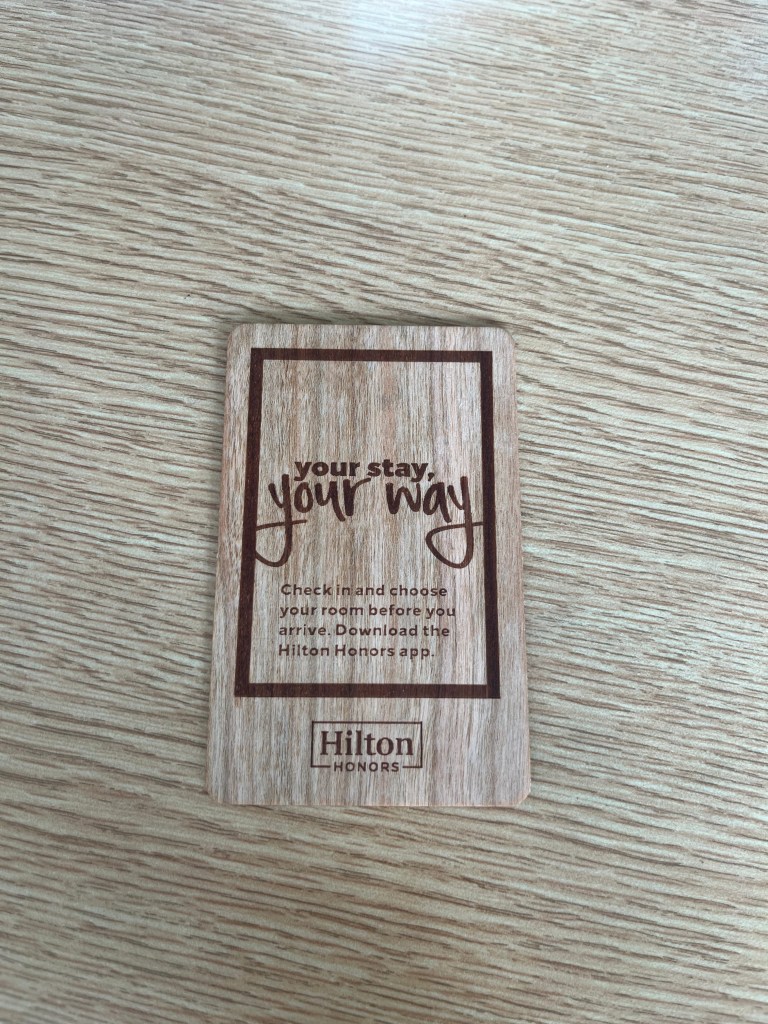 your stay,
your way
Check in and choose
your room before you
arrive. Download the
Hilton Honors app.
Hilton
HONORS